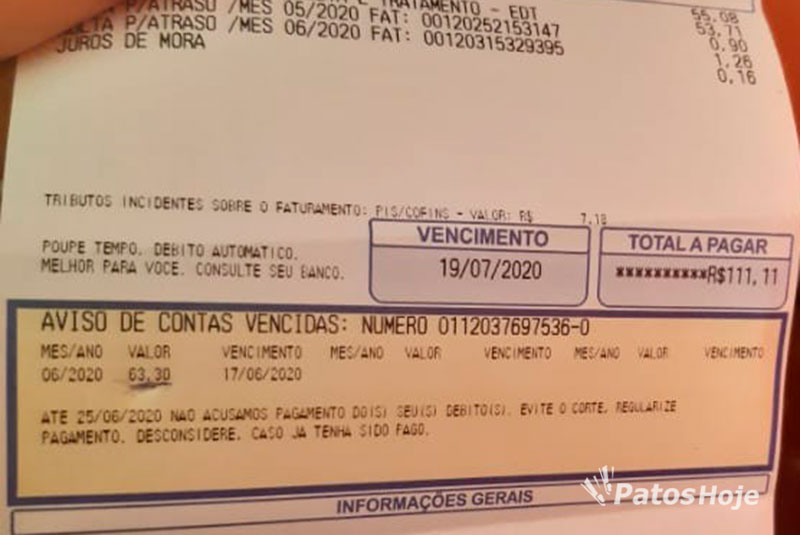 E TRATAMENTO - EDT 55,08
P/ATRASO /MES 05/2020 FAT: 00120252153147 53,71
P/ATRASO /MES 06/2020 FAT: 00120315329395 0,90
JUROS DE MORA 1,26
0,16
TRIBUTOS INCIDENTES SOBRE O FATURAMENTO: PIS/COFINS - VALOR: R$ 7,18
POUPE TEMPO. DEBITO AUTOMATICO.
MELHOR PARA VOCE. CONSULTE SEU BANCO.
VENCIMENTO
19/07/2020
TOTAL A PAGAR
**********R$111,11
AVISO DE CONTAS VENCIDAS: NUMERO 0112037697536-0
MES/ANO VALOR VENCIMENTO MES/ANO VALOR VENCIMENTO MES/ANO VALOR VENCIMENTO
06/2020 63,30 17/06/2020
ATE 25/06/2020 NAO ACUSAMOS PAGAMENTO DO(S) SEU(S) DEBITO(S). EVITE O CORTE, REGULARIZE
PAGAMENTO. DESCONSIDERE, CASO JA TENHA SIDO PAGO.
INFORMAÇÕES GERAIS
PatosHoje